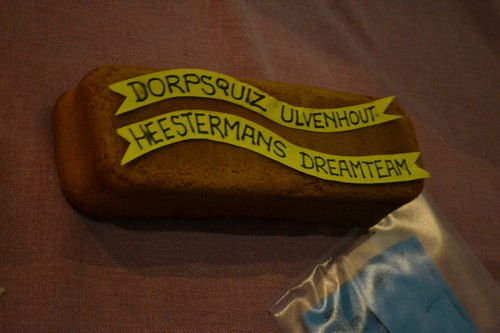 DORPSQUIZ ULVENHOUT
HEESTERMANS DREAMTEAM